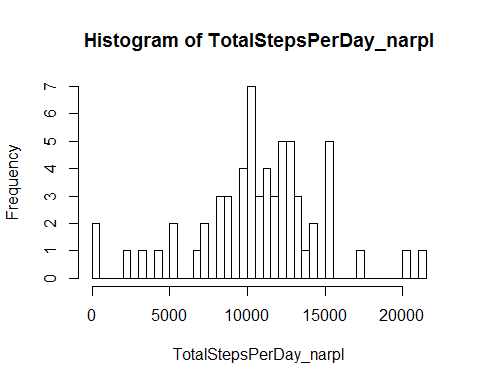 Histogram of TotalStepsPerDay_narpl
Frequency
7
6
5
4
3
2
1
0
0 5000 10000 15000 20000
TotalStepsPerDay_narpl